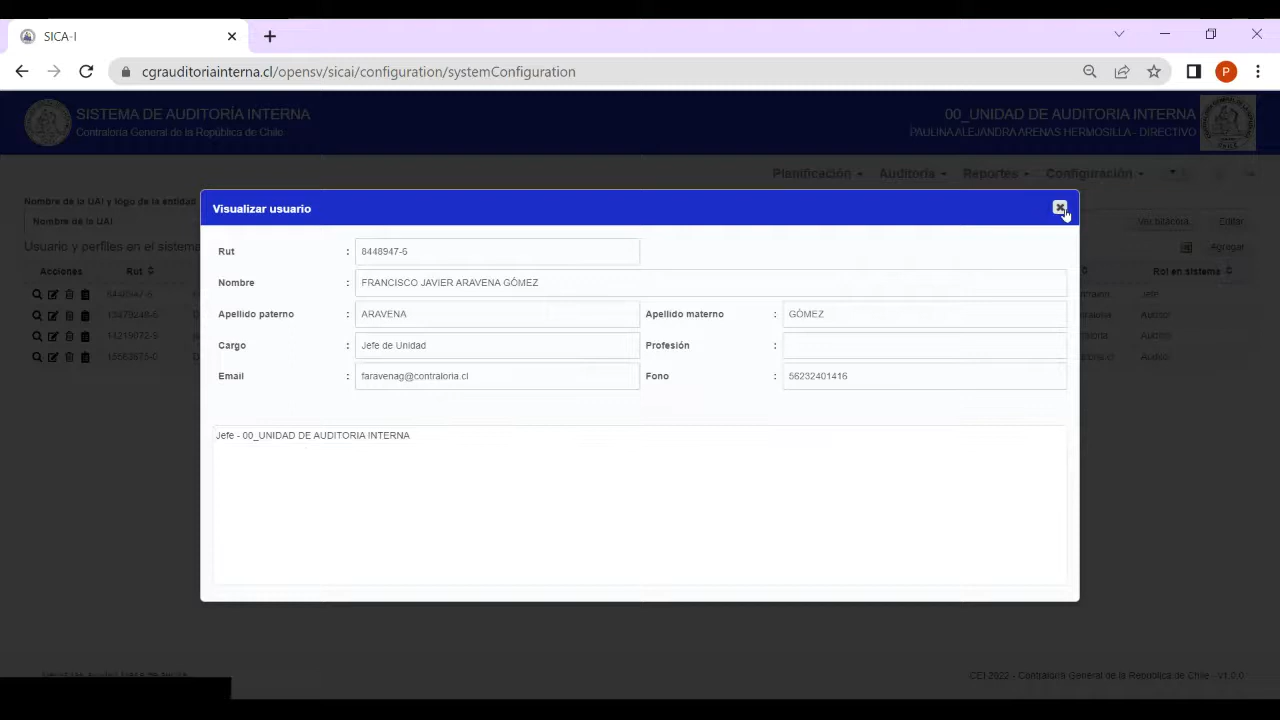 SICA-I
cgrauditoriainterna.cl/opensv/sicai/configuration/systemConfiguration
P
SISTEMA DE AUDITORÍA INTERNA
Contraloría General de la República de Chile
00_UNIDAD DE AUDITORIA INTERNA
PAULINA ALEJANDRA ARENAS HERMOSILLA - DIRECTIVO
Planificación Auditoría Reportes Configuración
Nombre de la UAI y logo de la entidad
Nombre de la UAI
Ver bitácora Editar
Usuario y perfiles en el sistema
Agregar
Acciones Rut Rol en sistema
8448947-6 Jefe
Visualizar usuario
Rut : 8448947-6
Nombre : FRANCISCO JAVIER ARAVENA GÓMEZ
Apellido paterno : ARAVENA Apellido materno : GÓMEZ
Cargo : Jefe de Unidad Profesión :
Email : faravenag@contraloria.cl Fono : 56232401416
Jefe - 00_UNIDAD DE AUDITORIA INTERNA
CEI-2022 - Contraloría General de la República de Chile - v1.0.0